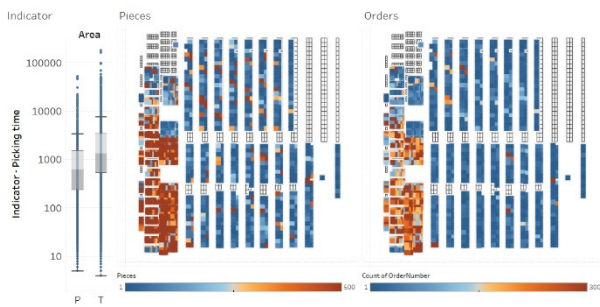 Indicator
Pieces
Orders
Area
100000
10000
1000
100
10
Indicator - Picking time
P T
Pieces
1 500
Count of OrderNumber
1 300